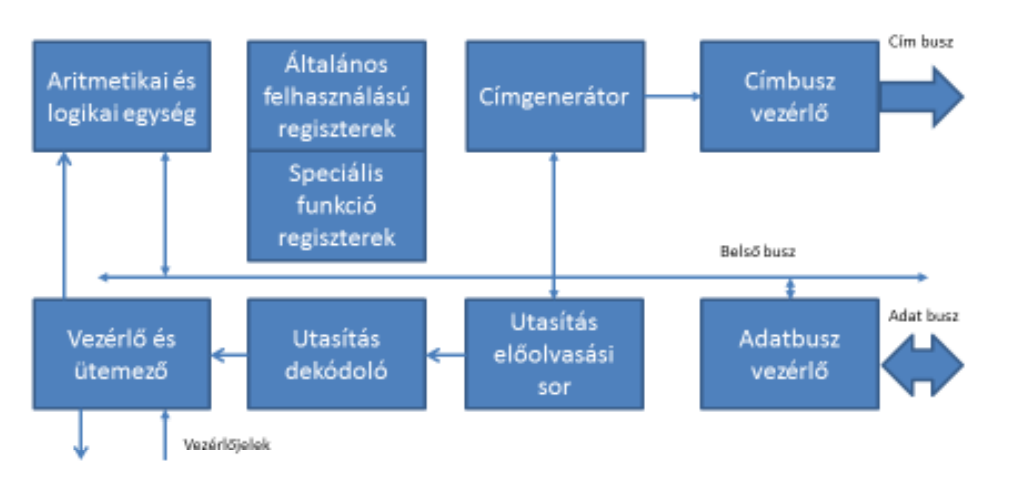 Cím busz
Aritmetikai és
logikai egység
Általános
felhasználású
regiszterek
Címgenerátor
Címbusz
vezérlő
Speciális
funkció
regiszterek
Belső busz
Vezérlő és
ütemező
Utasítás
dekódoló
Utasítás
előolvasási
sor
Adatbusz
vezérlő
Adat busz
Vezérlőjelek